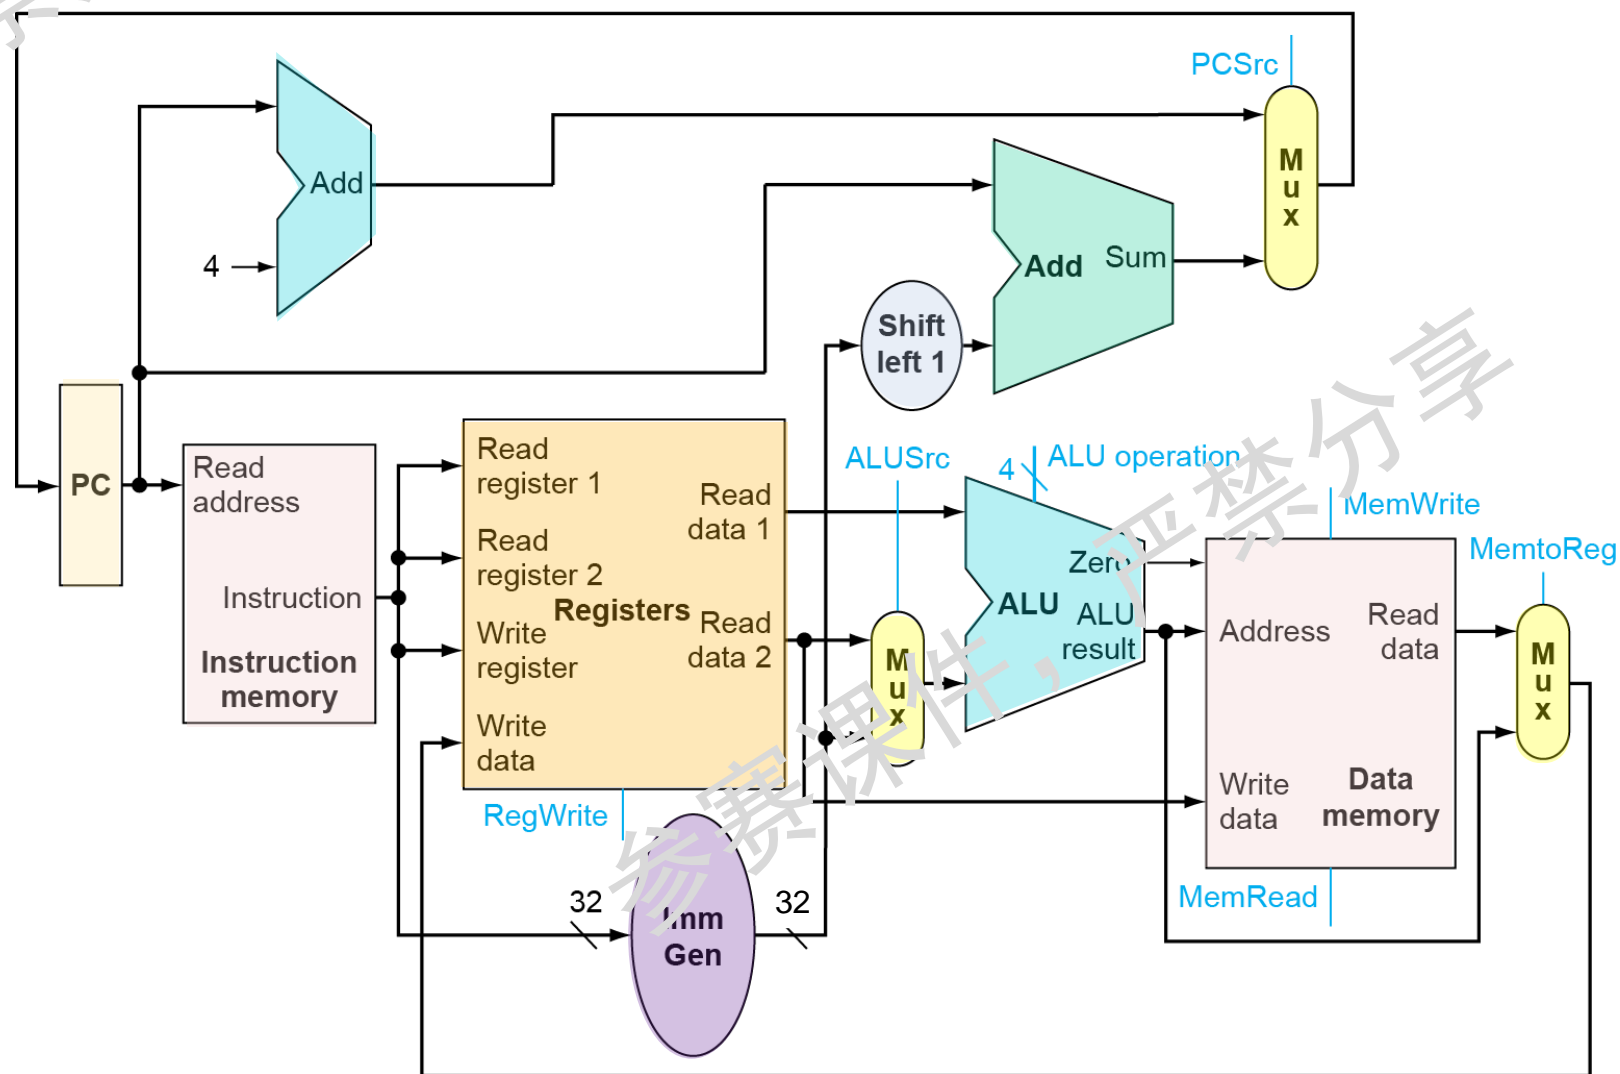 PCSrc
M
u
x
Add
4
Add
Sum
Shift
left 1
PC
Read
address
Instruction
Instruction
memory
Read
register 1
Read
register 2
Write
register
Write
data
Registers
Read
data 1
Read
data 2
RegWrite
ALUSrc
M
u
x
4
ALU operation
Zero
ALU
ALU
result
MemWrite
Address
Read
data
Write
data
Data
memory
MemRead
MemtoReg
M
u
x
32
Imm
Gen
32
参赛课件，严禁分享